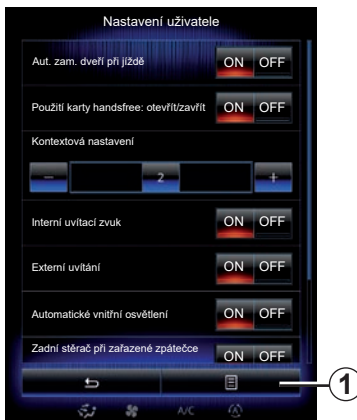 Nastavení uživatele
Aut. zam. dveří při jíždě ON OFF
Použití karty handsfree: otevřít/zavřít ON OFF
Kontextová nastavení
− 2 +
Interní uvítací zvuk ON OFF
Externí uvítání ON OFF
Automatické vnitřní osvětlení ON OFF
Zadní stěrač při zařazené zpátečce ON OFF
1
A/C